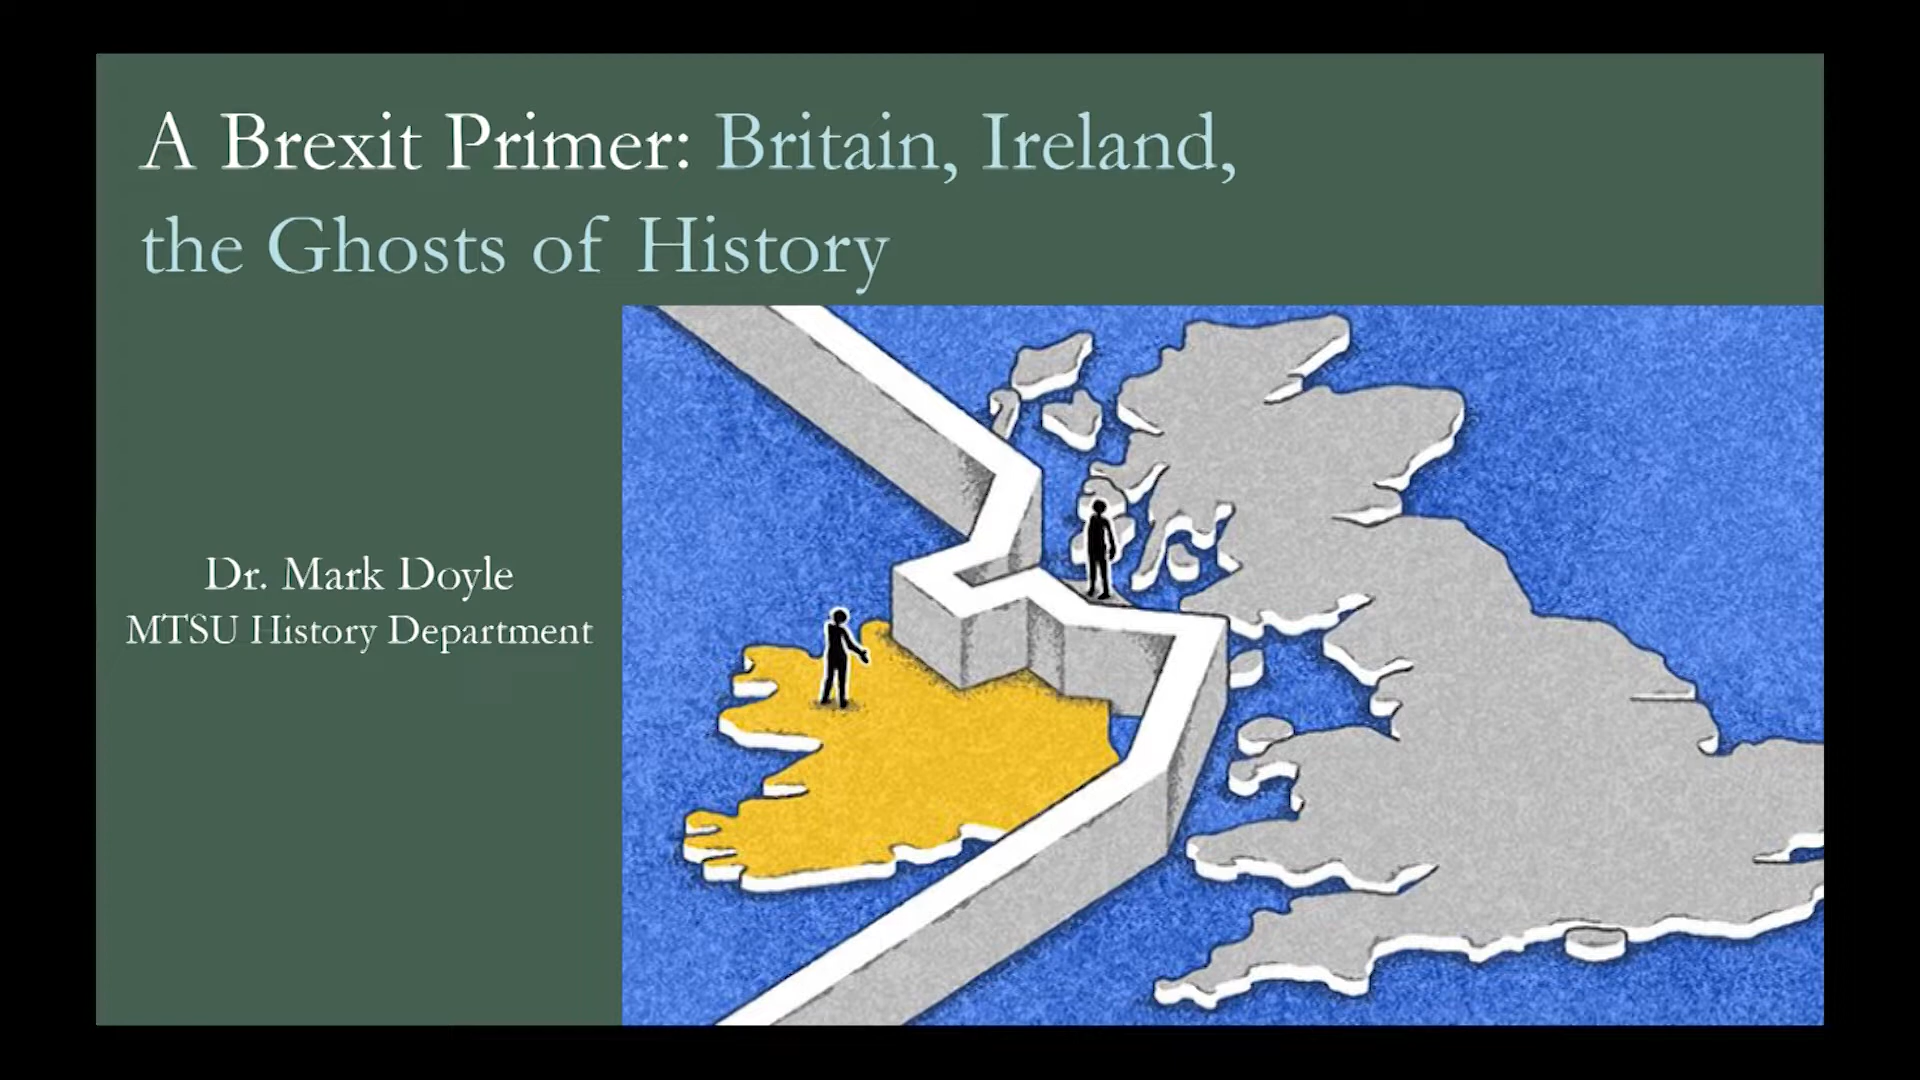 A Brexit Primer: Britain, Ireland,
the Ghosts of History
Dr. Mark Doyle
MTSU History Department